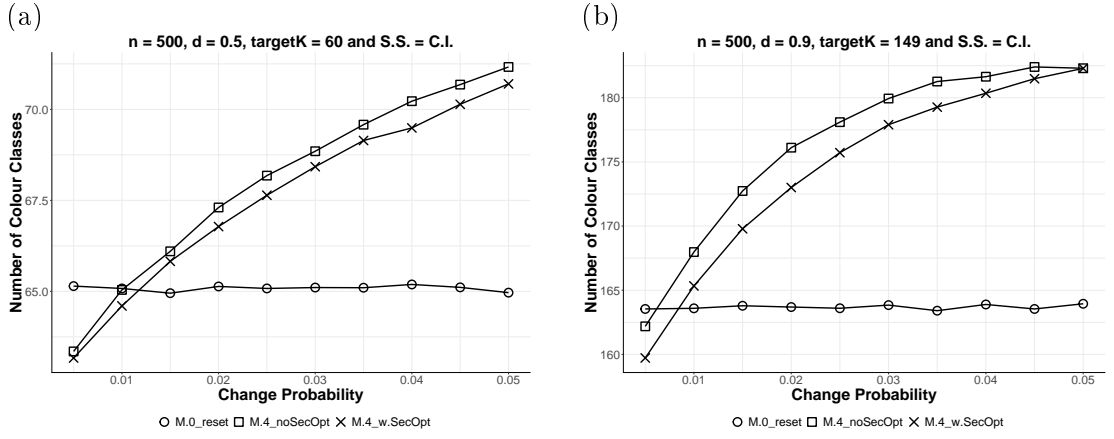 (a)
n = 500, d = 0.5, targetK = 60 and S.S. = C.I.
Number of Colour Classes
70.0
67.5
65.0
0.01
0.02
0.03
0.04
0.05
Change Probability
M.0_reset M.4_noSecOpt M.4_w.SecOpt
(b)
n = 500, d = 0.9, targetK = 149 and S.S. = C.I.
Number of Colour Classes
180
175
170
165
160
0.01
0.02
0.03
0.04
0.05
Change Probability
M.0_reset M.4_noSecOpt M.4_w.SecOpt